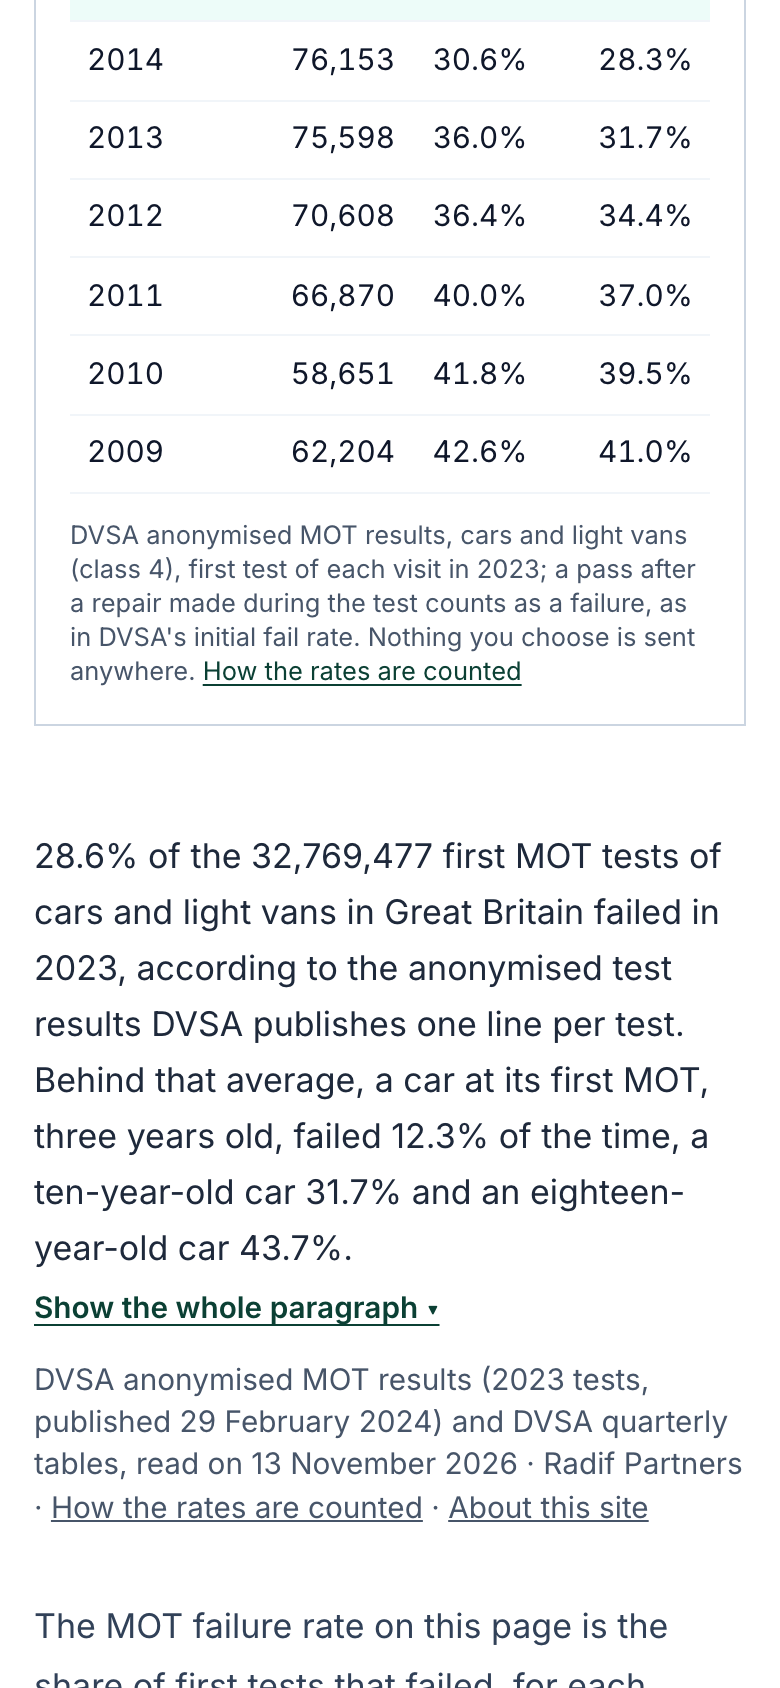 2014 76,153 30.6% 28.3%
2013 75,598 36.0% 31.7%
2012 70,608 36.4% 34.4%
2011 66,870 40.0% 37.0%
2010 58,651 41.8% 39.5%
2009 62,204 42.6% 41.0%
DVSA anonymised MOT results, cars and light vans
(class 4), first test of each visit in 2023; a pass after
a repair made during the test counts as a failure, as
in DVSA's initial fail rate. Nothing you choose is sent
anywhere. How the rates are counted
28.6% of the 32,769,477 first MOT tests of
cars and light vans in Great Britain failed in
2023, according to the anonymised test
results DVSA publishes one line per test.
Behind that average, a car at its first MOT,
three years old, failed 12.3% of the time, a
ten-year-old car 31.7% and an eighteen-
year-old car 43.7%.
Show the whole paragraph ▾
DVSA anonymised MOT results (2023 tests,
published 29 February 2024) and DVSA quarterly
tables, read on 13 November 2026 · Radif Partners
· How the rates are counted · About this site
The MOT failure rate on this page is the
share of first tests that failed, for each